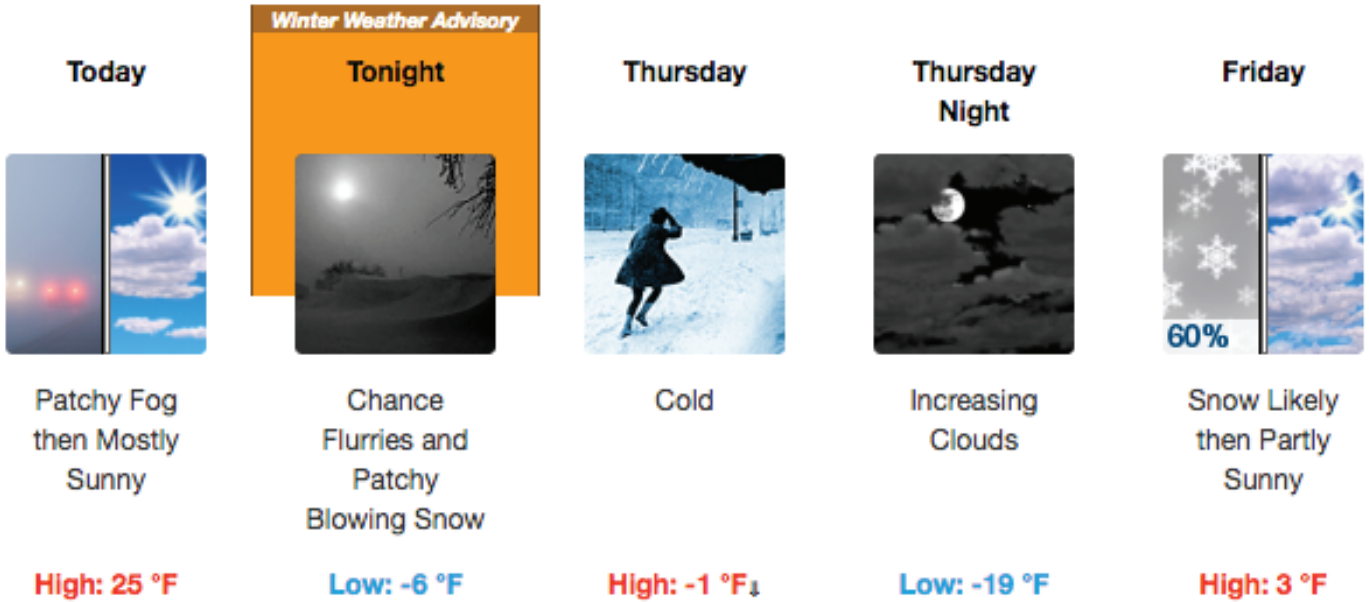 Winter Weather Advisory
Today
Tonight
Thursday
Thursday
Night
Friday
60%
Patchy Fog
then Mostly
Sunny
Chance
Flurries and
Patchy
Blowing Snow
Cold
Increasing
Clouds
Snow Likely
then Partly
Sunny
High: 25 °F
Low: -6 °F
High: -1 °F↓
Low: -19 °F
High: 3 °F